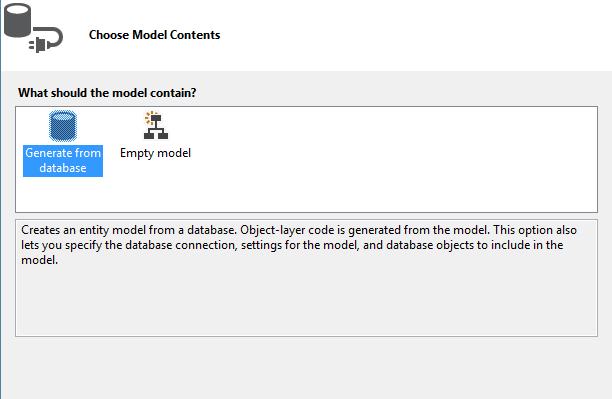 Choose Model Contents
What should the model contain?
Generate from
database
Empty model
Creates an entity model from a database. Object-layer code is generated from the model. This option also
lets you specify the database connection, settings for the model, and database objects to include in the
model.